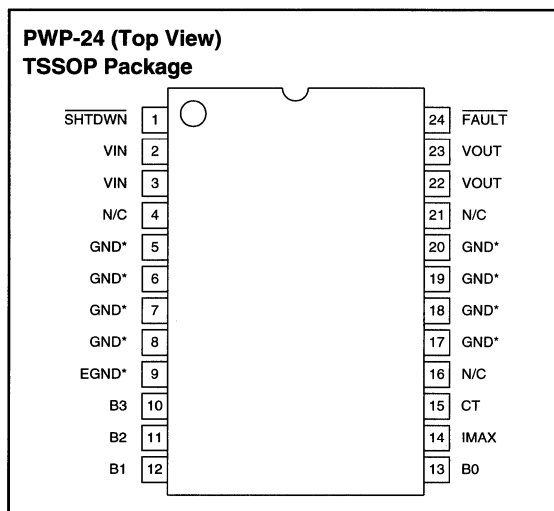 PWP-24 (Top View)
TSSOP Package
SHTDWN 1 24 FAULT
VIN 2 23 VOUT
VIN 3 22 VOUT
N/C 4 21 N/C
GND* 5 20 GND*
GND* 6 19 GND*
GND* 7 18 GND*
GND* 8 17 GND*
EGND* 9 16 N/C
B3 10 15 CT
B2 11 14 IMAX
B1 12 13 B0